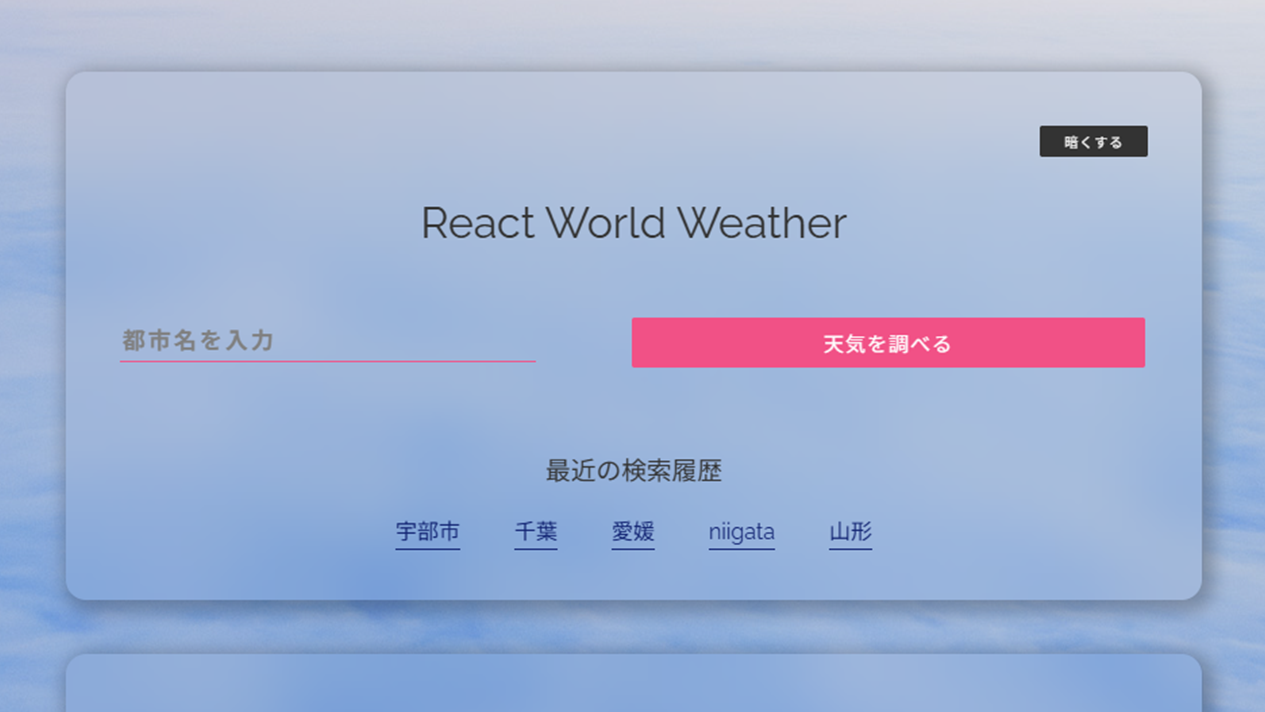 暗くする
React World Weather
都市名を入力
天気を調べる
最近の検索履歴
宇部市 千葉 愛媛 niigata 山形